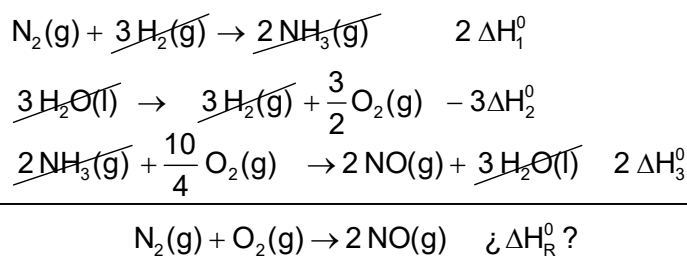 N₂(g) + 3 H₂(g) → 2 NH₃(g) 2 ΔH₁⁰
3 H₂O(l) → 3 H₂(g) + 3/2 O₂(g) − 3ΔH₂⁰
2 NH₃(g) + 10/4 O₂(g) → 2 NO(g) + 3 H₂O(l) 2 ΔH₃⁰
N₂(g) + O₂(g) → 2 NO(g) ¿ ΔH_R⁰ ?